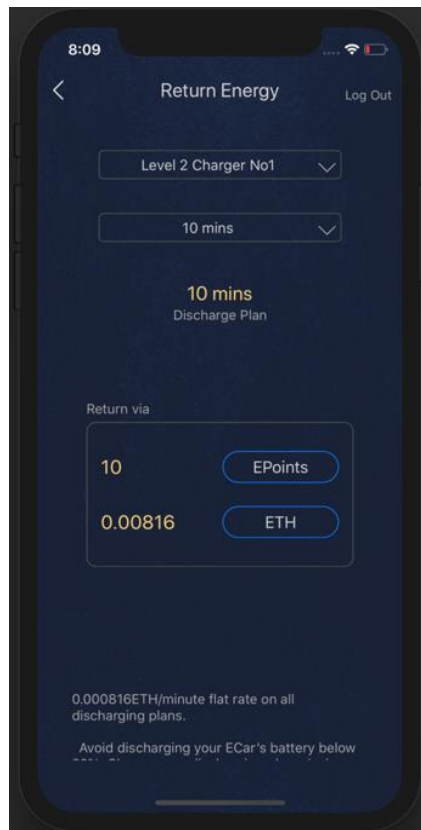 8:09
Return Energy
Log Out
Level 2 Charger No1
10 mins
10 mins
Discharge Plan
Return via
10
EPoints
0.00816
ETH
0.000816ETH/minute flat rate on all
discharging plans.
Avoid discharging your ECar's battery below